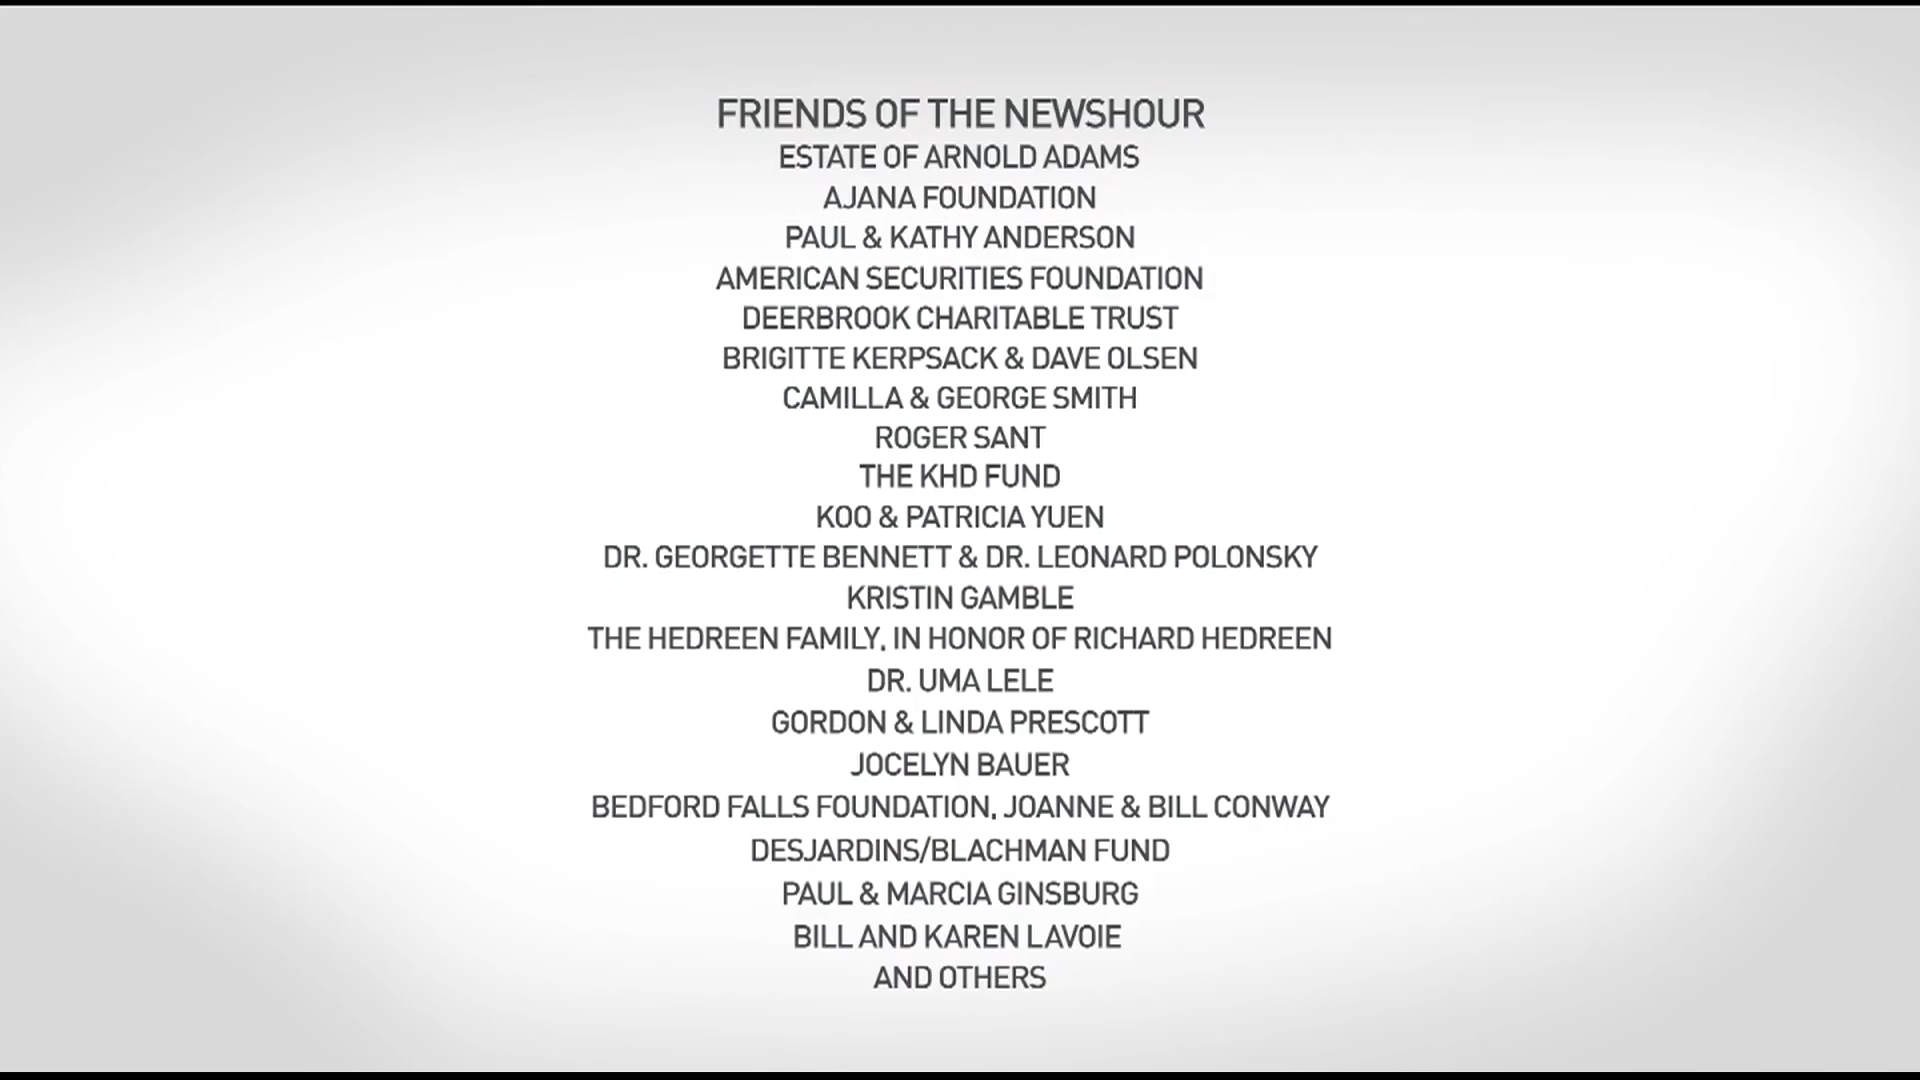 FRIENDS OF THE NEWSHOUR
ESTATE OF ARNOLD ADAMS
AJANA FOUNDATION
PAUL & KATHY ANDERSON
AMERICAN SECURITIES FOUNDATION
DEERBROOK CHARITABLE TRUST
BRIGITTE KERPSACK & DAVE OLSEN
CAMILLA & GEORGE SMITH
ROGER SANT
THE KHD FUND
KOO & PATRICIA YUEN
DR. GEORGETTE BENNETT & DR. LEONARD POLONSKY
KRISTIN GAMBLE
THE HEDREEN FAMILY, IN HONOR OF RICHARD HEDREEN
DR. UMA LELE
GORDON & LINDA PRESCOTT
JOCELYN BAUER
BEDFORD FALLS FOUNDATION, JOANNE & BILL CONWAY
DESJARDINS/BLACHMAN FUND
PAUL & MARCIA GINSBURG
BILL AND KAREN LAVOIE
AND OTHERS